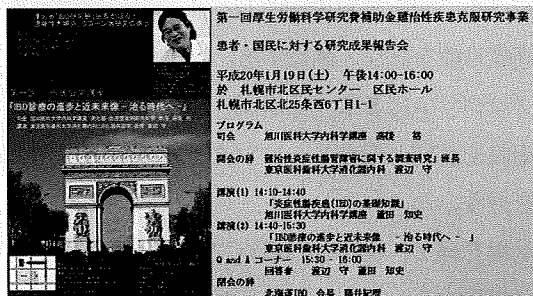 「IBD診療の進歩と近未来像 - 治る時代へ - 」
第一回厚生労働科学研究費補助金難治性疾患克服研究事業
患者・国民に対する研究成果報告会
平成20年1月19日(土) 午後14:00-16:00
於 札幌市北区民センター 区民ホール
札幌市北区北25条西6丁目1-1
プログラム
司会 旭川医科大学内科学講座 高後 裕
開会の辞 難治性炎症性腸管障害に関する調査研究」班長
東京医科歯科大学消化器内科 渡辺 守
講演(1) 14:10-14:40
「炎症性腸疾患(IBD)の基礎知識」
旭川医科大学内科学講座 蘆田 知史
講演(2) 14:40-15:30
「IBD診療の進歩と近未来像 - 治る時代へ - 」
東京医科歯科大学消化器内科 渡辺 守
Q and A コーナー 15:30 - 16:00
回答者 渡辺 守 蘆田 知史
閉会の辞
北海道IBD 会長